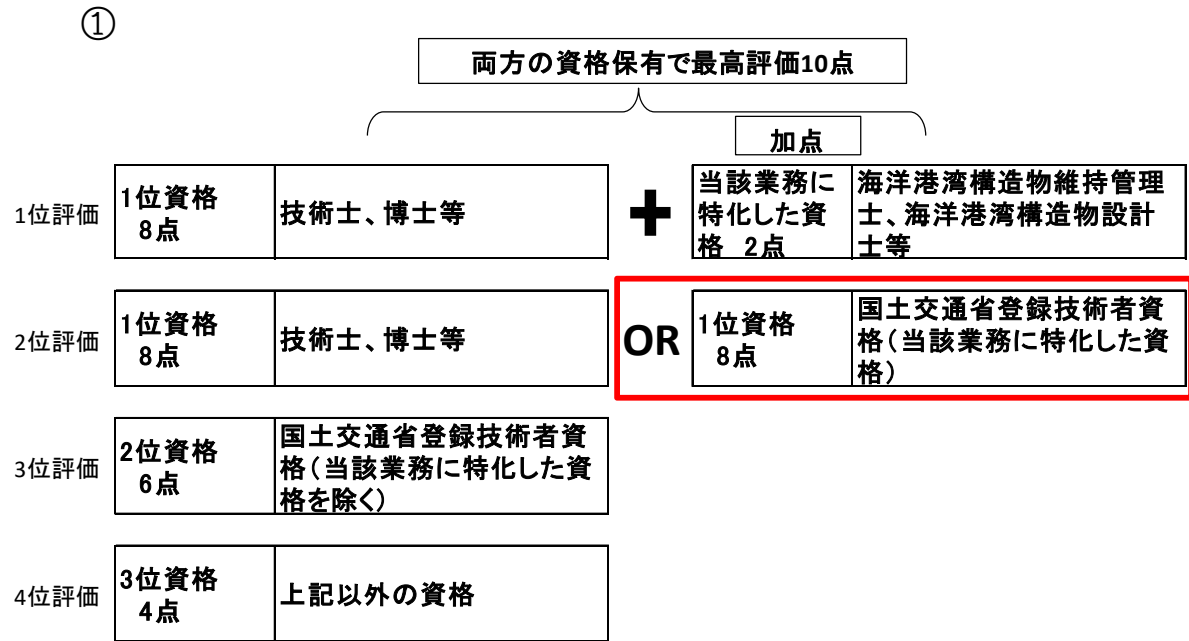 ①
両方の資格保有で最高評価10点
加点
1位評価
1位資格
8点
技術士、博士等
+
当該業務に
特化した資
格 2点
海洋港湾構造物維持管理
士、海洋港湾構造物設計
士等
2位評価
1位資格
8点
技術士、博士等
OR
1位資格
8点
国土交通省登録技術者資
格(当該業務に特化した資
格)
3位評価
2位資格
6点
国土交通省登録技術者資
格(当該業務に特化した資
格を除く)
4位評価
3位資格
4点
上記以外の資格